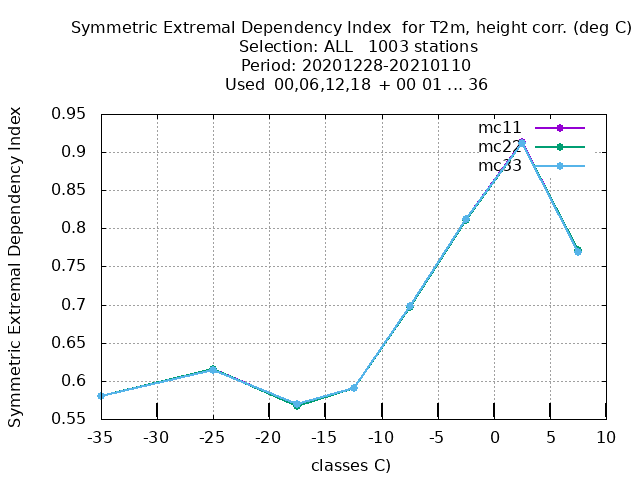 Symmetric Extremal Dependency Index for T2m, height corr. (deg C)
Selection: ALL 1003 stations
Period: 20201228-20210110
Used 00,06,12,18 + 00 01 ... 36
Symmetric Extremal Dependency Index
0.95
0.9
0.85
0.8
0.75
0.7
0.65
0.6
0.55
mc11
mc22
mc33
-35 -30 -25 -20 -15 -10 -5 0 5 10
classes C)